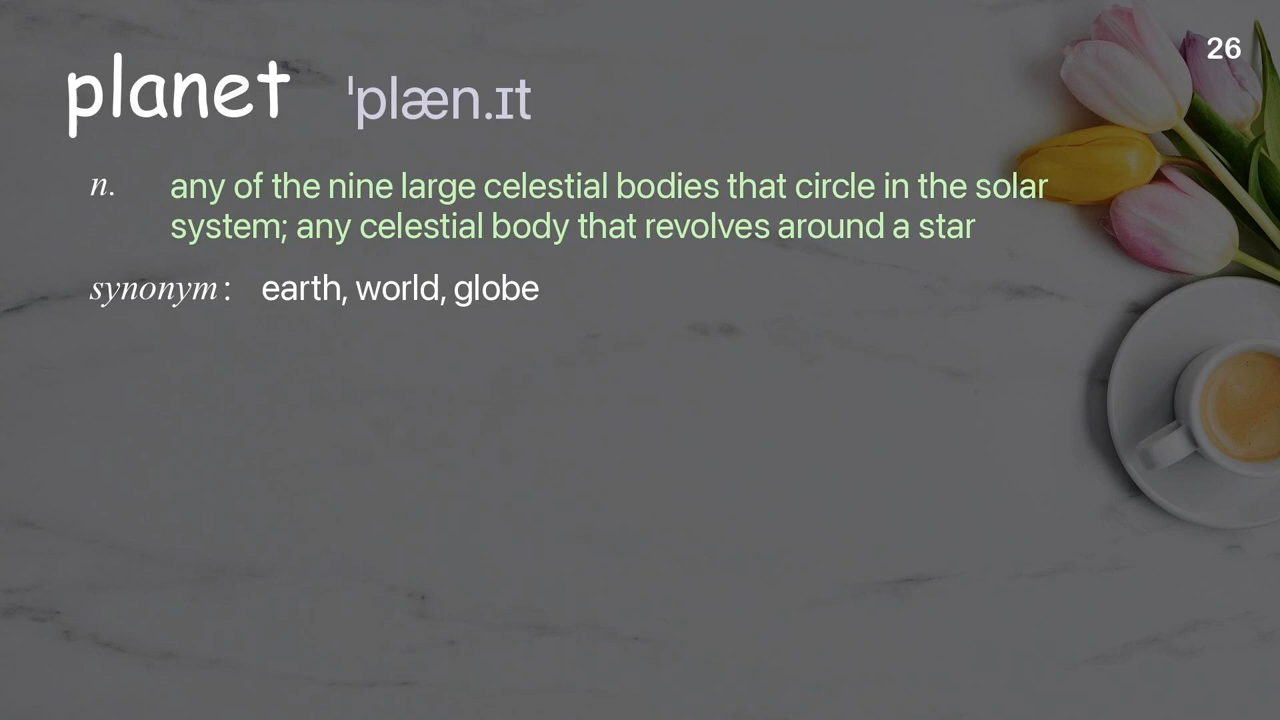 26
planet ˈplæn.ɪt
n. any of the nine large celestial bodies that circle in the solar
system; any celestial body that revolves around a star
synonym : earth, world, globe